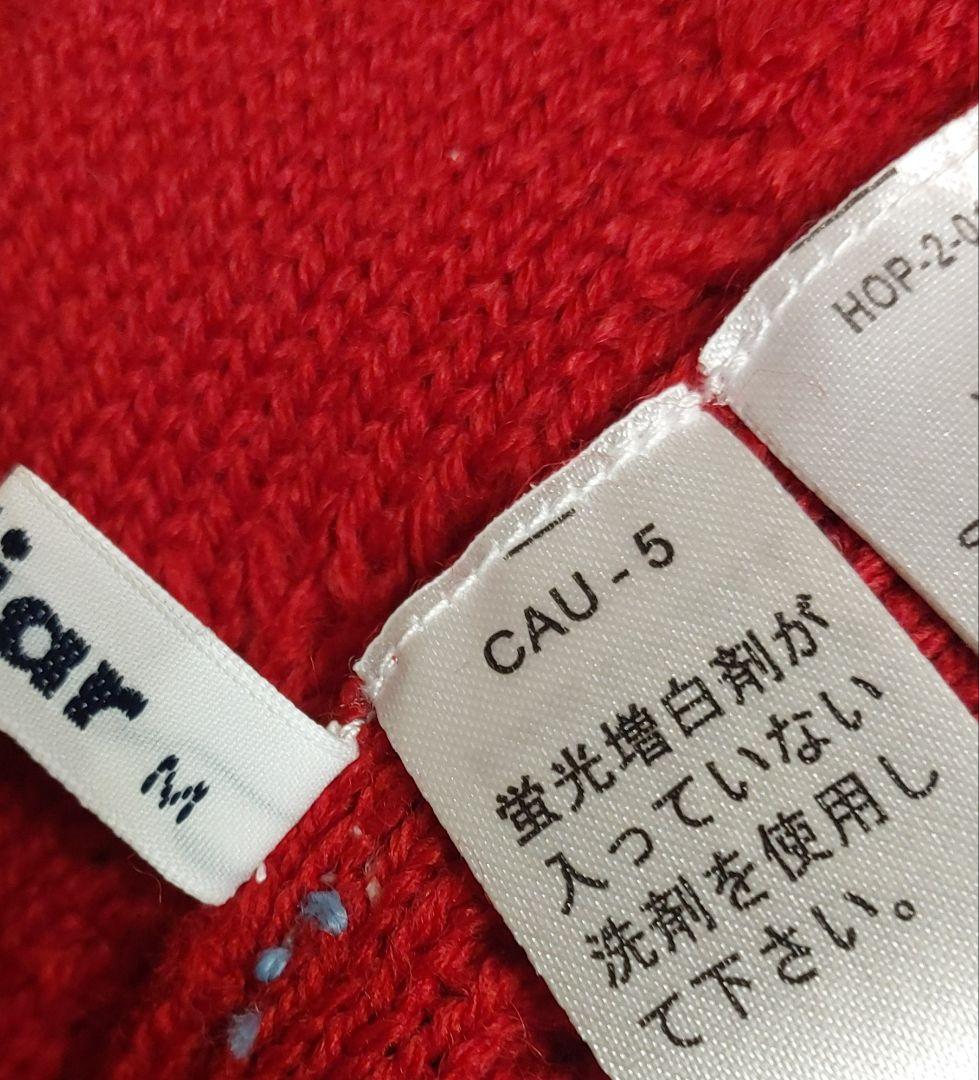 iar
M
CAU - 5
蛍光増白剤が
入っていない
洗剤を使用し
て下さい。
HOP-2-0